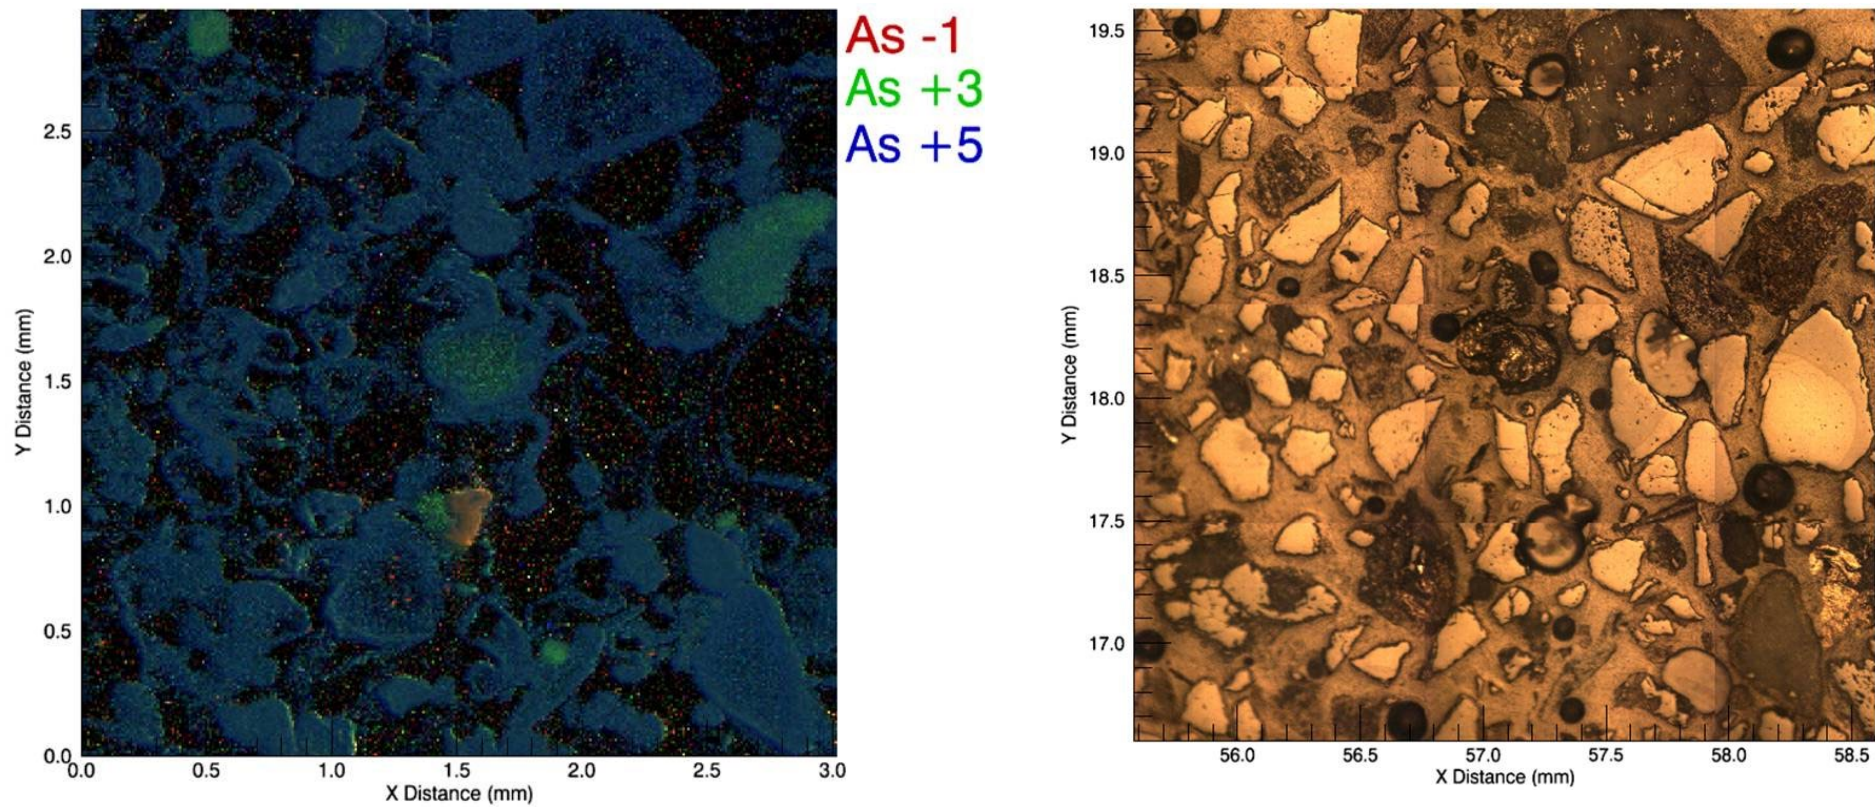 As -1
As +3
As +5
Y Distance (mm)
2.5
2.0
1.5
1.0
0.5
0.0
0.0 0.5 1.0 1.5 2.0 2.5 3.0
X Distance (mm)
Y Distance (mm)
19.5
19.0
18.5
18.0
17.5
17.0
56.0 56.5 57.0 57.5 58.0 58.5
X Distance (mm)